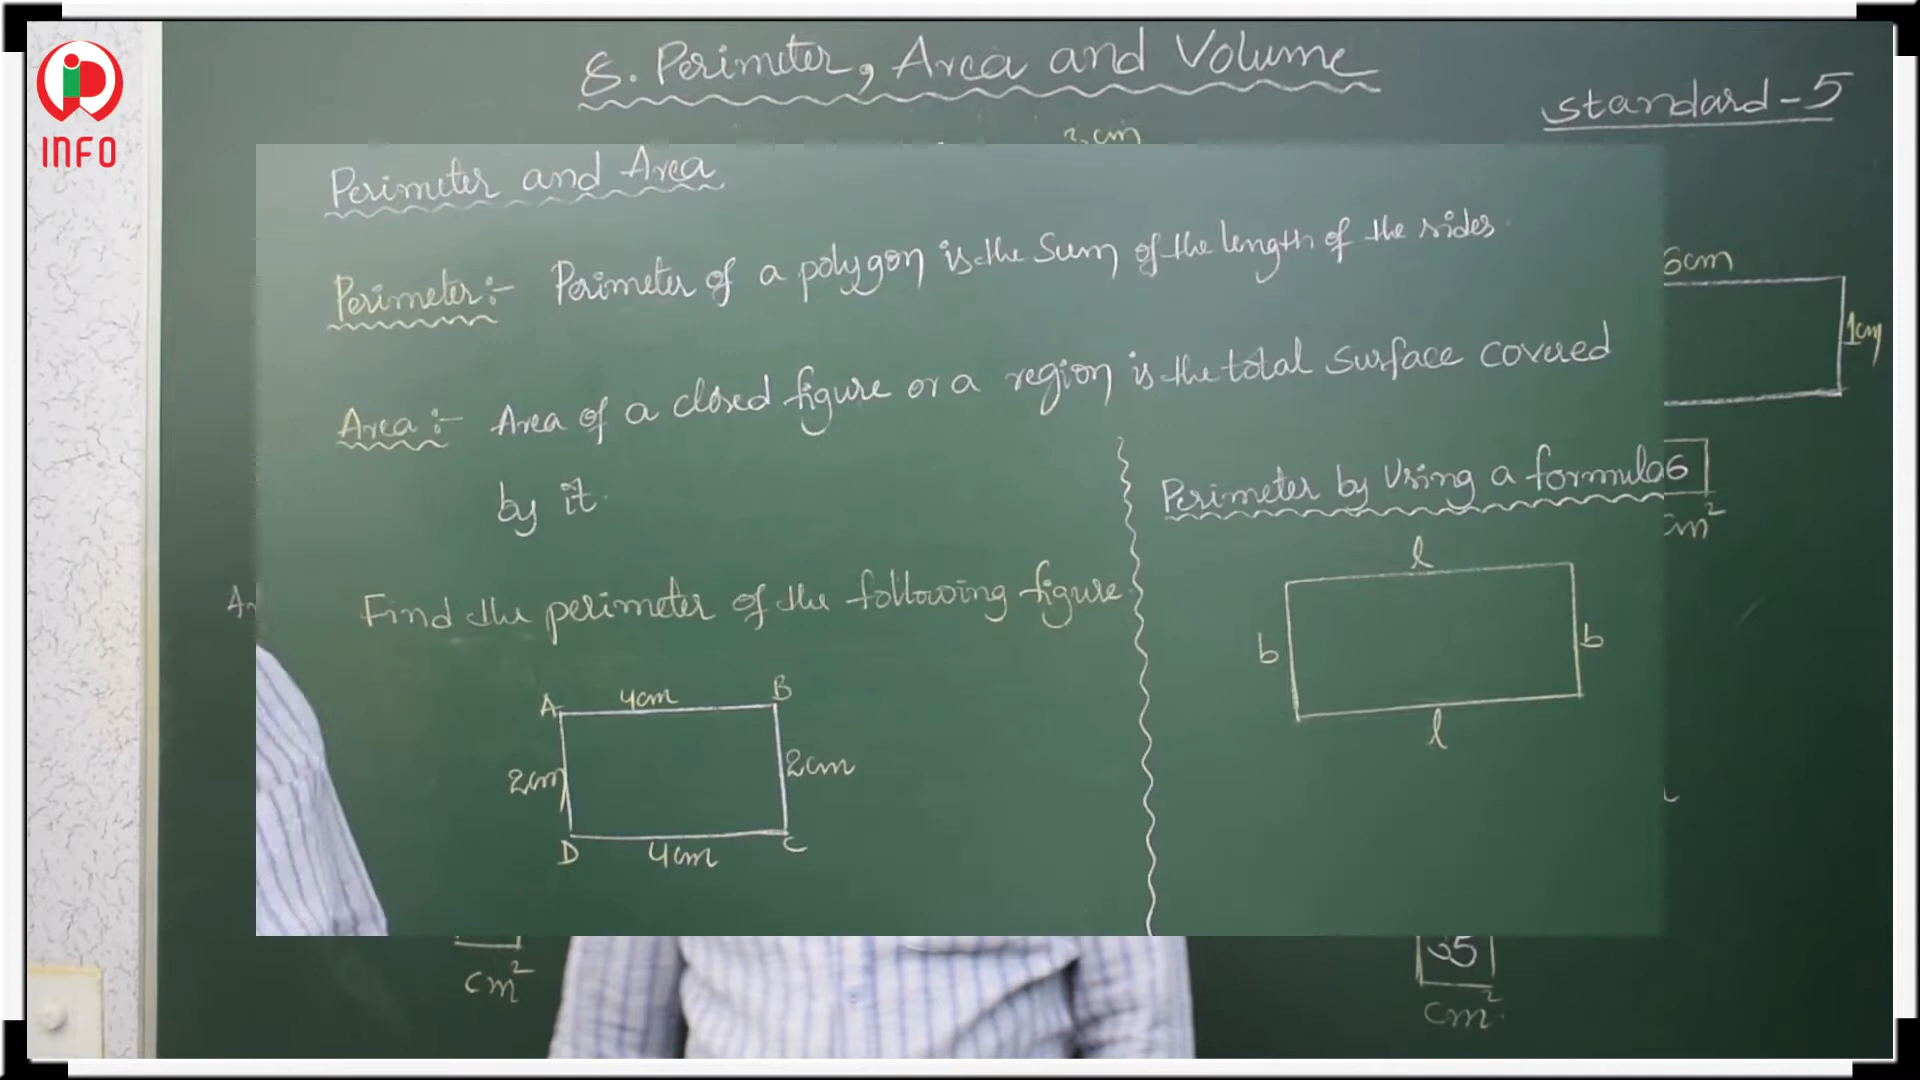 INFO
8. Perimeter, Area and Volume
Standard-5
Perimeter and Area
Perimeter:- Perimeter of a polygon is the Sum of the length of the sides.
Area:- Area of a closed figure or a region is the total surface covered
by it.
Find the perimeter of the following figure.
A 4cm B
2cm 2cm
D 4cm C
Perimeter by Using a formula
l
b b
l
6cm
1cm
6
cm²
cm
cm²
35
cm²